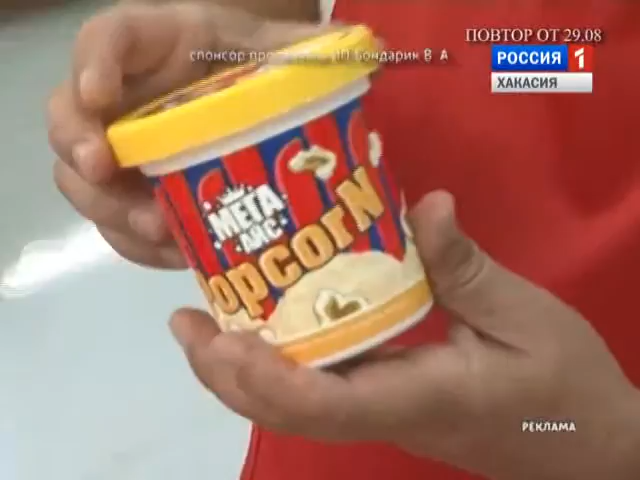 ПОВТОР ОТ 29.08
спонсор Бондарик В А
РОССИЯ 1
ХАКАСИЯ
МЕГА
АЙС
PopcorN
РЕКЛАМА